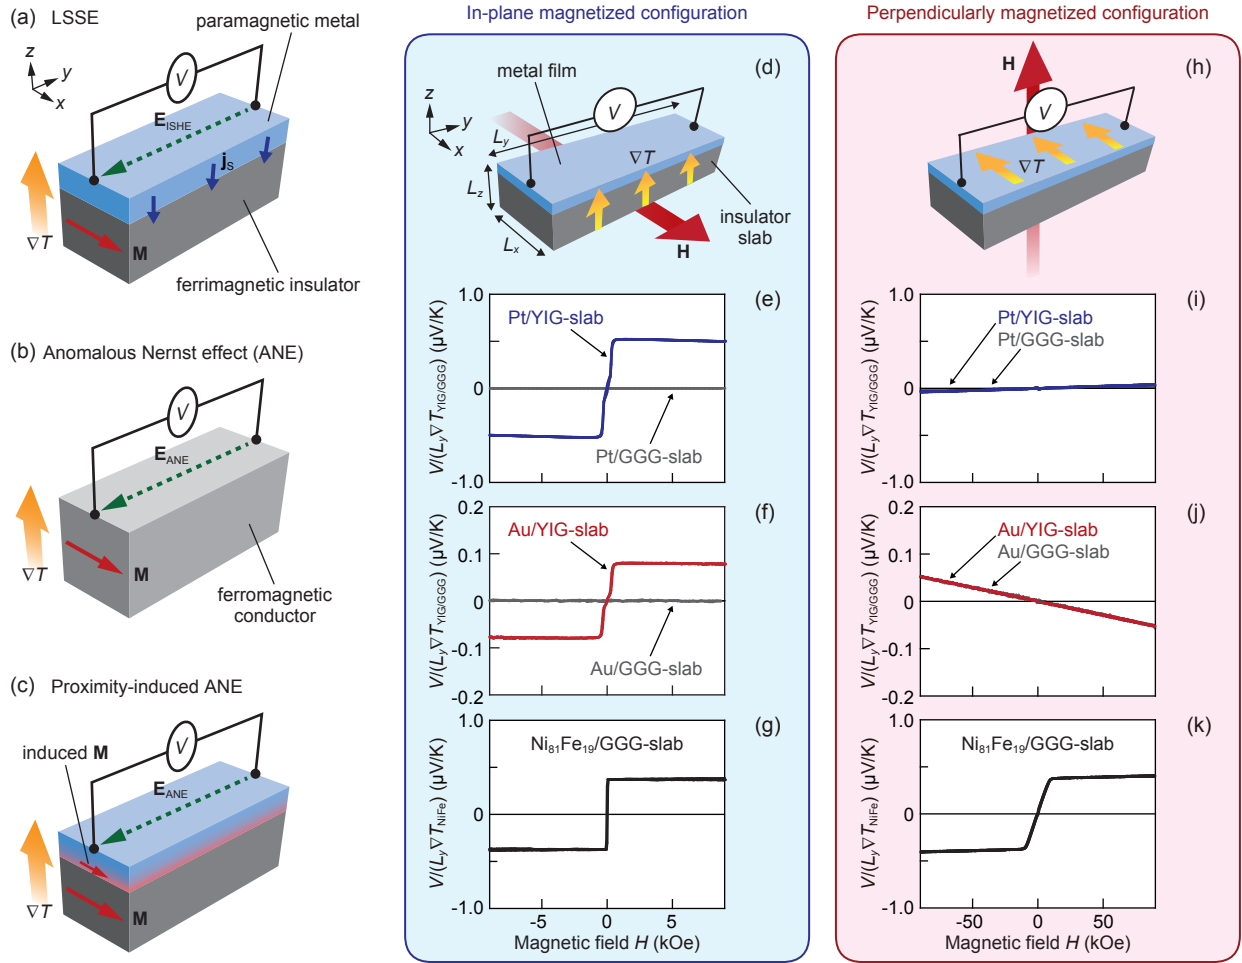 (a) LSSE
paramagnetic metal
z
y
x
V
E_ISHE
j_S
∇T
M
ferrimagnetic insulator
(b) Anomalous Nernst effect (ANE)
V
E_ANE
∇T
M
ferromagnetic
conductor
(c) Proximity-induced ANE
V
induced M
E_ANE
∇T
M
In-plane magnetized configuration
(d)
metal film
z
y
x
V
L_y
∇T
L_z
L_x
insulator
slab
H
(e)
V/(L_y ∇T_YIG/GGG) (μV/K)
1.0
0
-1.0
Pt/YIG-slab
Pt/GGG-slab
(f)
V/(L_y ∇T_YIG/GGG) (μV/K)
0.2
0.1
0
-0.1
-0.2
Au/YIG-slab
Au/GGG-slab
(g)
V/(L_y ∇T_NiFe) (μV/K)
1.0
0
-1.0
Ni₈₁Fe₁₉/GGG-slab
-5 0 5
Magnetic field H (kOe)
Perpendicularly magnetized configuration
(h)
H
V
∇T
(i)
V/(L_y ∇T_YIG/GGG) (μV/K)
1.0
0
-1.0
Pt/YIG-slab
Pt/GGG-slab
(j)
V/(L_y ∇T_YIG/GGG) (μV/K)
0.2
0.1
0
-0.1
-0.2
Au/YIG-slab
Au/GGG-slab
(k)
V/(L_y ∇T_NiFe) (μV/K)
1.0
0
-1.0
Ni₈₁Fe₁₉/GGG-slab
-50 0 50
Magnetic field H (kOe)